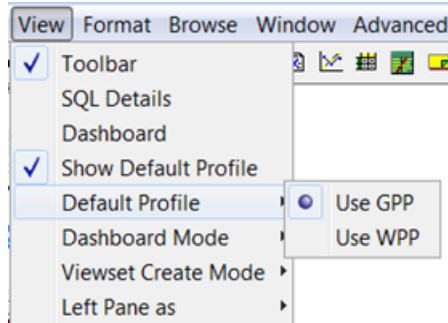 View Format Browse Window Advanced
Toolbar
SQL Details
Dashboard
Show Default Profile
Default Profile
Use GPP
Dashboard Mode
Use WPP
Viewset Create Mode
Left Pane as